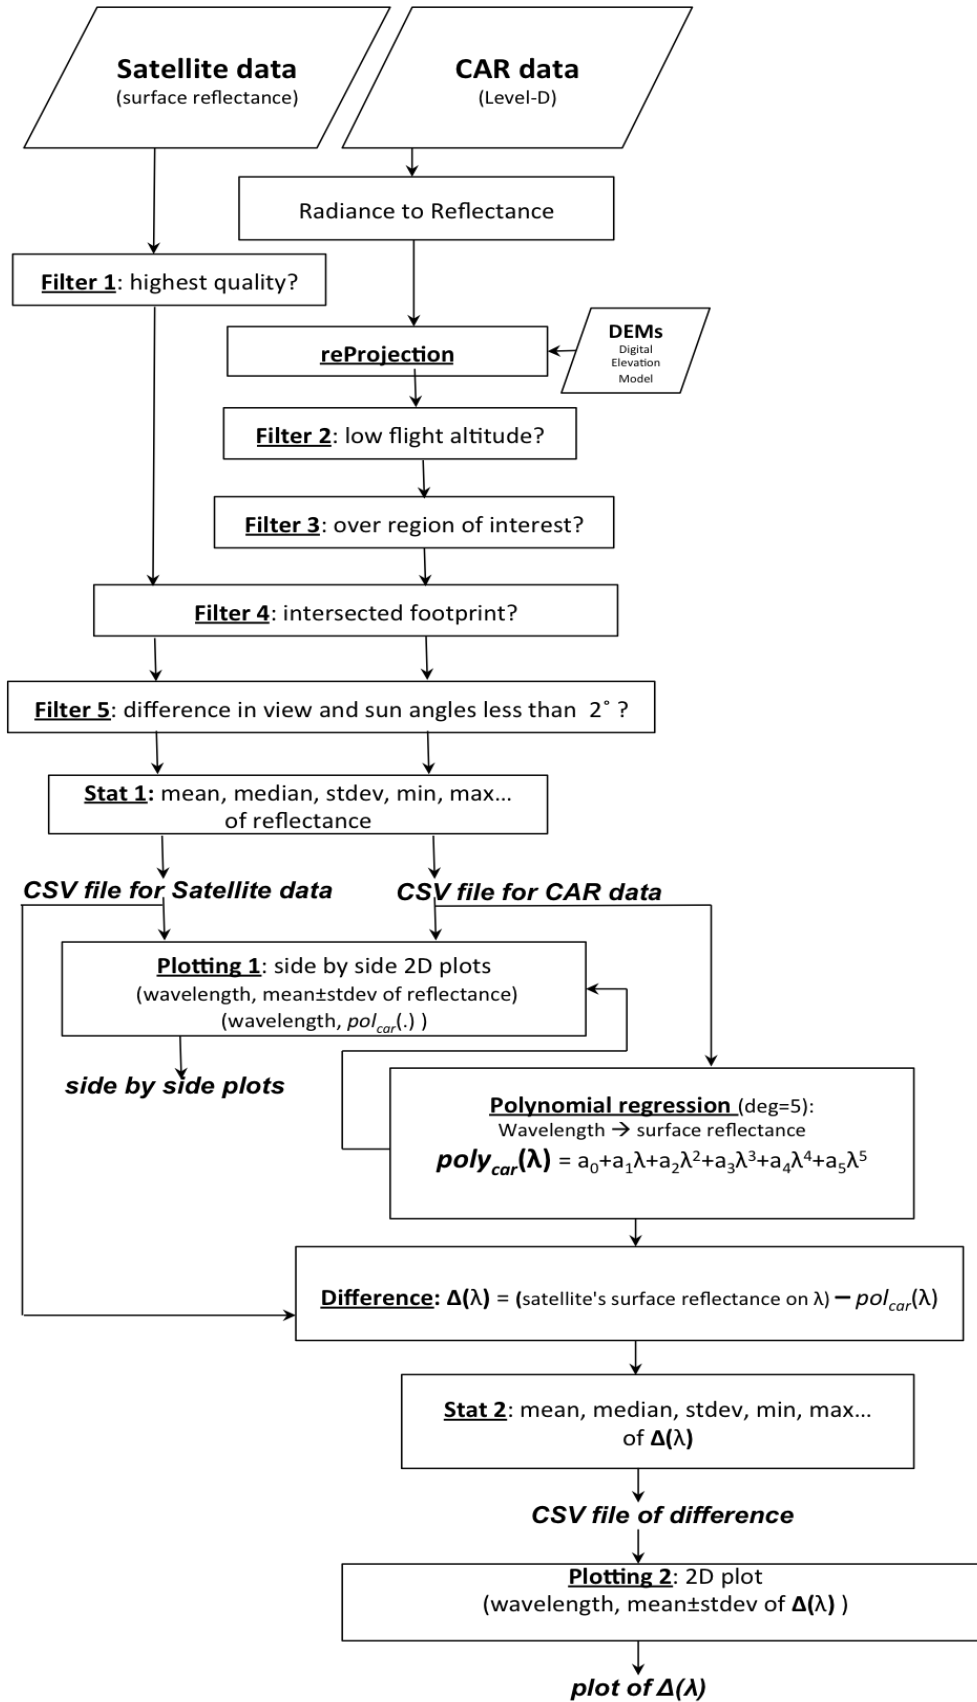 Satellite data
(surface reflectance)
CAR data
(Level-D)
Radiance to Reflectance
Filter 1: highest quality?
DEMs
Digital
Elevation
Model
reProjection
Filter 2: low flight altitude?
Filter 3: over region of interest?
Filter 4: intersected footprint?
Filter 5: difference in view and sun angles less than 2˚ ?
Stat 1: mean, median, stdev, min, max...
of reflectance
CSV file for Satellite data
CSV file for CAR data
Plotting 1: side by side 2D plots
(wavelength, mean±stdev of reflectance)
(wavelength, pol_car(.) )
side by side plots
Polynomial regression (deg=5):
Wavelength → surface reflectance
poly_car(λ) = a₀+a₁λ+a₂λ²+a₃λ³+a₄λ⁴+a₅λ⁵
Difference: Δ(λ) = (satellite's surface reflectance on λ) − pol_car(λ)
Stat 2: mean, median, stdev, min, max...
of Δ(λ)
CSV file of difference
Plotting 2: 2D plot
(wavelength, mean±stdev of Δ(λ) )
plot of Δ(λ)